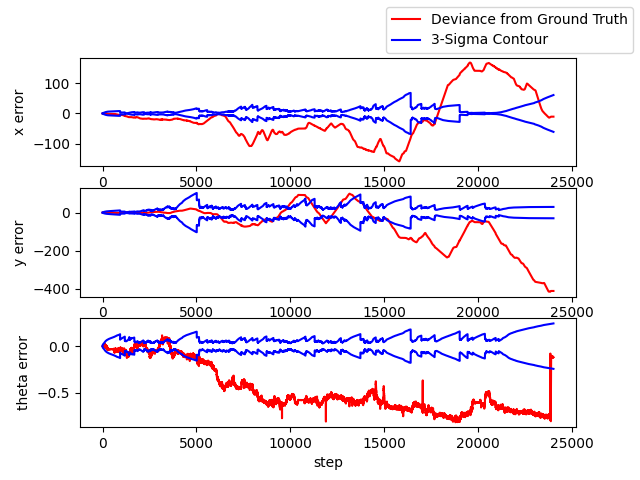 Deviance from Ground Truth
3-Sigma Contour
x error
100
0
−100
0 5000 10000 15000 20000 25000
y error
0
−200
−400
0 5000 10000 15000 20000 25000
theta error
0.0
−0.5
0 5000 10000 15000 20000 25000
step